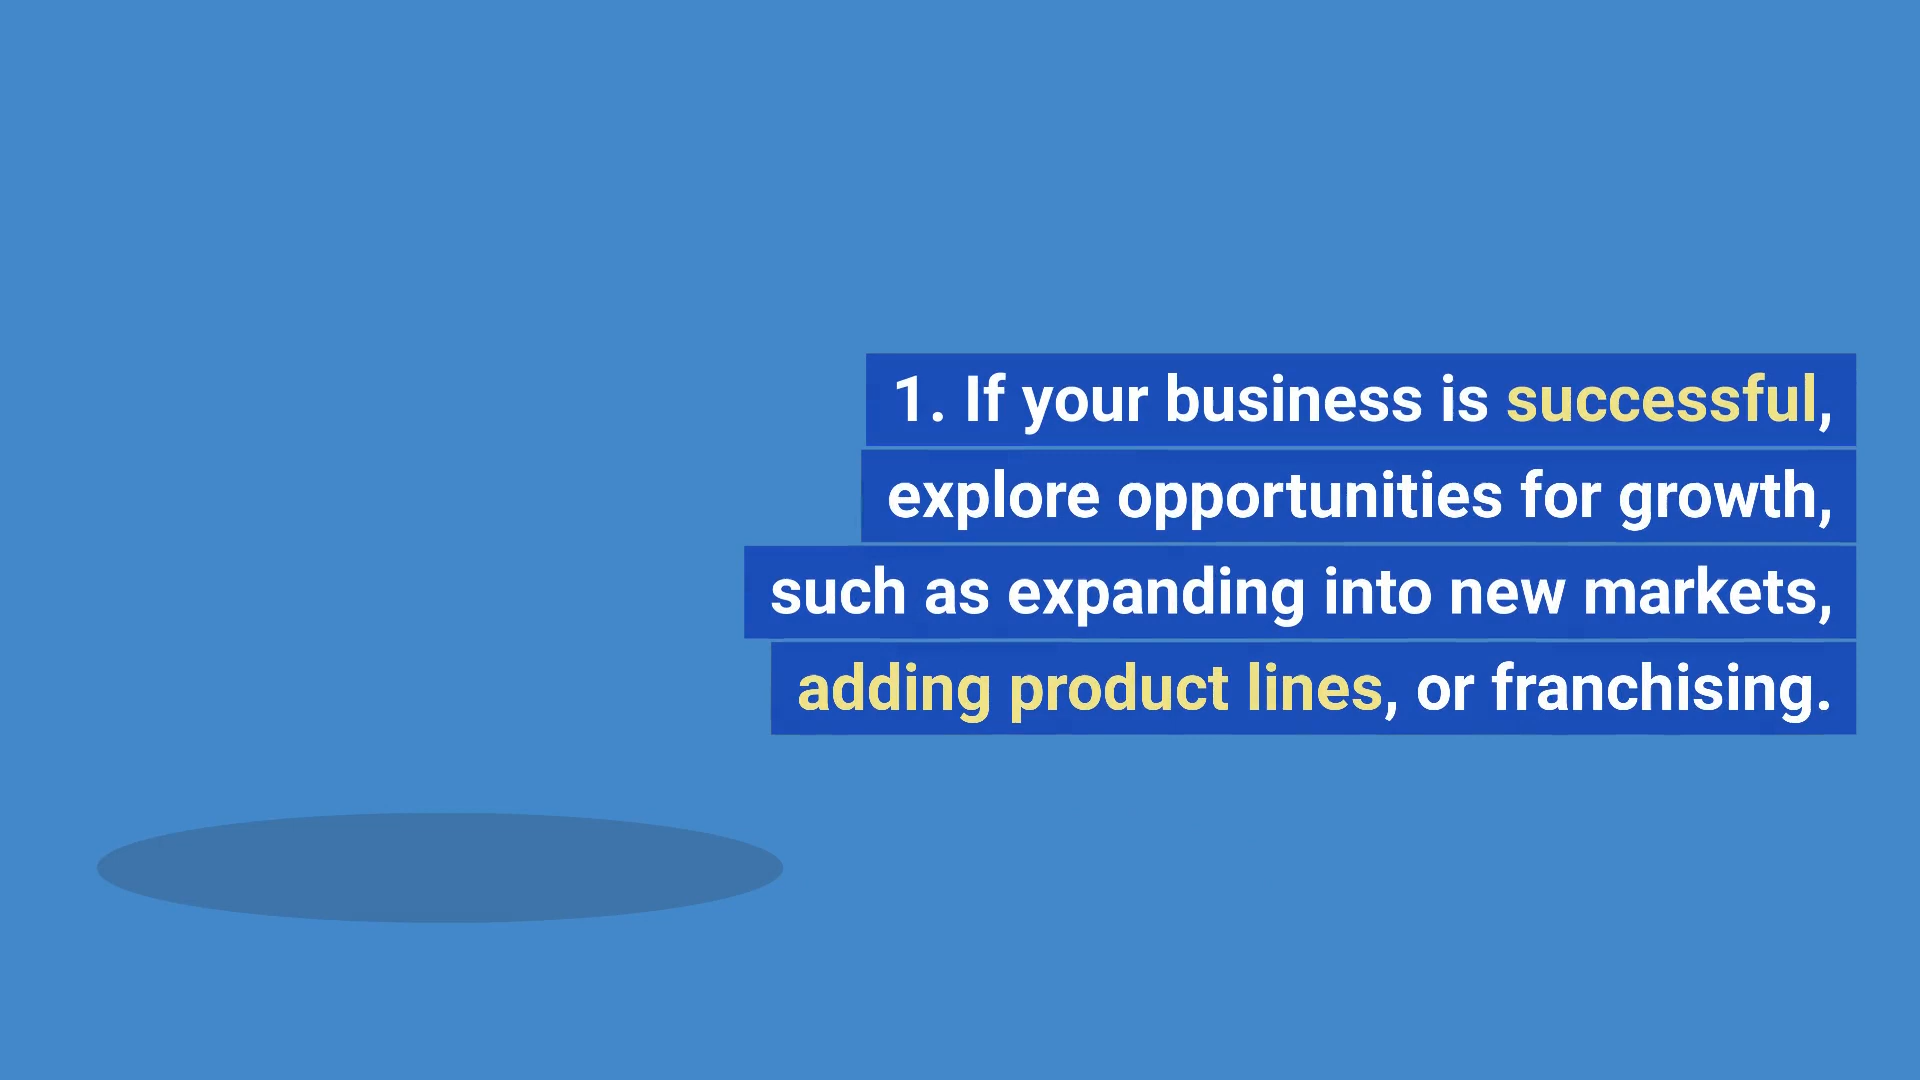 1. If your business is successful,
explore opportunities for growth,
such as expanding into new markets,
adding product lines, or franchising.